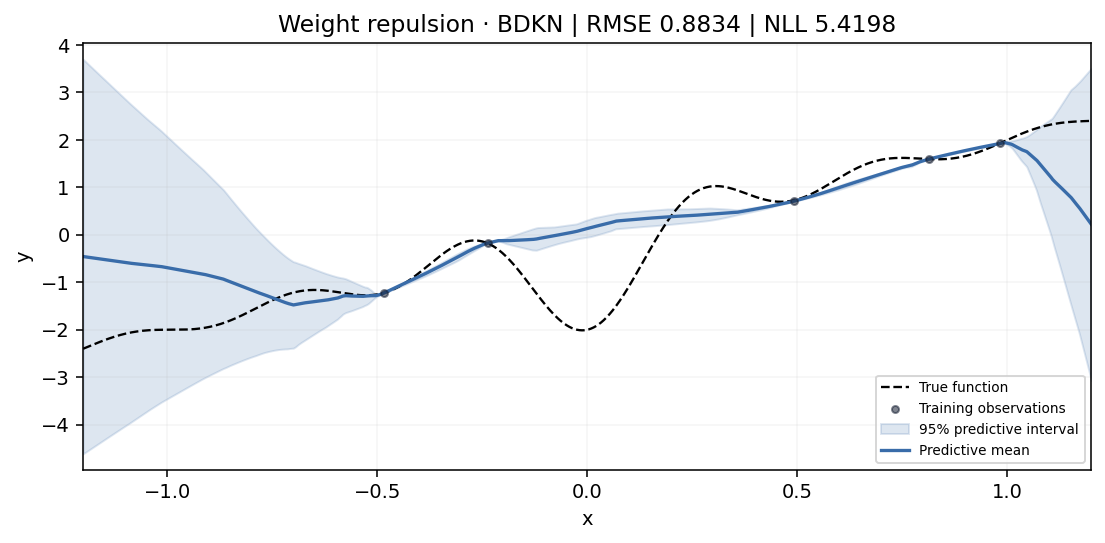 Weight repulsion · BDKN | RMSE 0.8834 | NLL 5.4198
4
3
2
1
0
−1
−2
−3
−4
y
−1.0
−0.5
0.0
0.5
1.0
x
True function
Training observations
95% predictive interval
Predictive mean